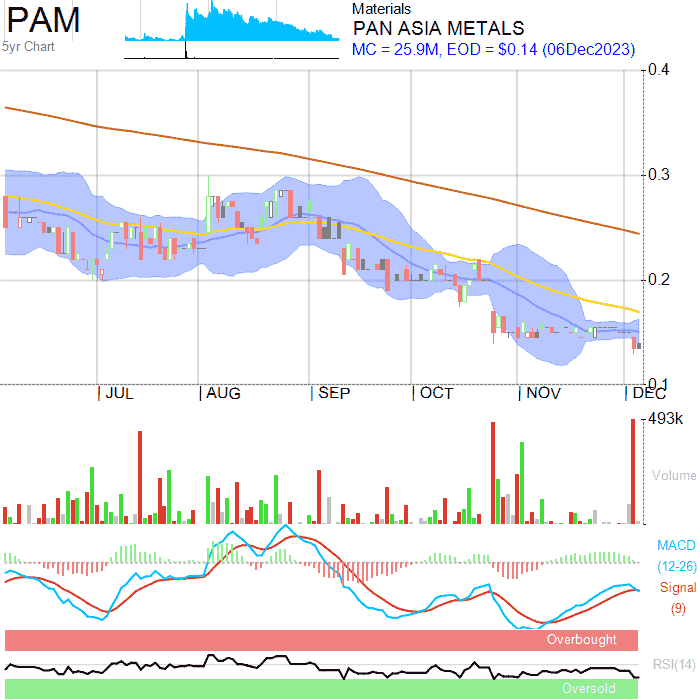 PAM
5yr Chart
Materials
PAN ASIA METALS
MC = 25.9M, EOD = $0.14 (06Dec2023)
0.4
0.3
0.2
0.1
JUL
AUG
SEP
OCT
NOV
DEC
493k
Volume
MACD
(12-26)
Signal
(9)
Overbought
RSI(14)
Oversold